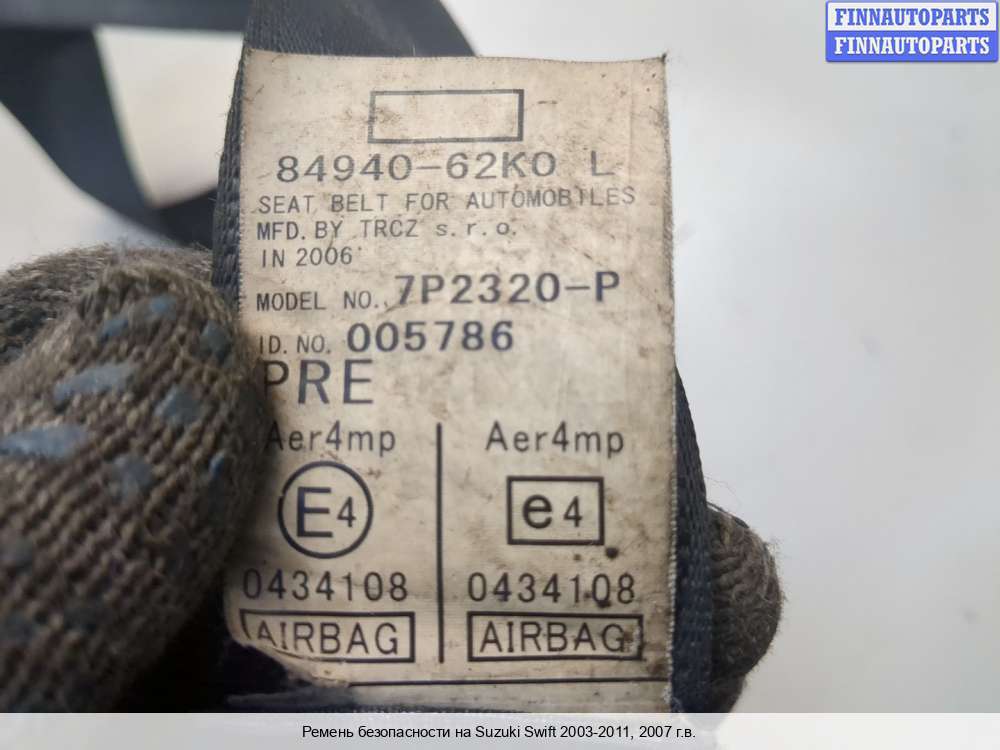 FINNAUTOPARTS
FINNAUTOPARTS
84940-62K0 L
SEAT BELT FOR AUTOMOBILES
MFD. BY TRCZ s.r.o.
IN 2006
MODEL NO. 7P2320-P
ID. NO. 005786
PRE
Aer4mp Aer4mp
E4 e4
0434108 0434108
AIRBAG AIRBAG
Ремень безопасности на Suzuki Swift 2003-2011, 2007 г.в.